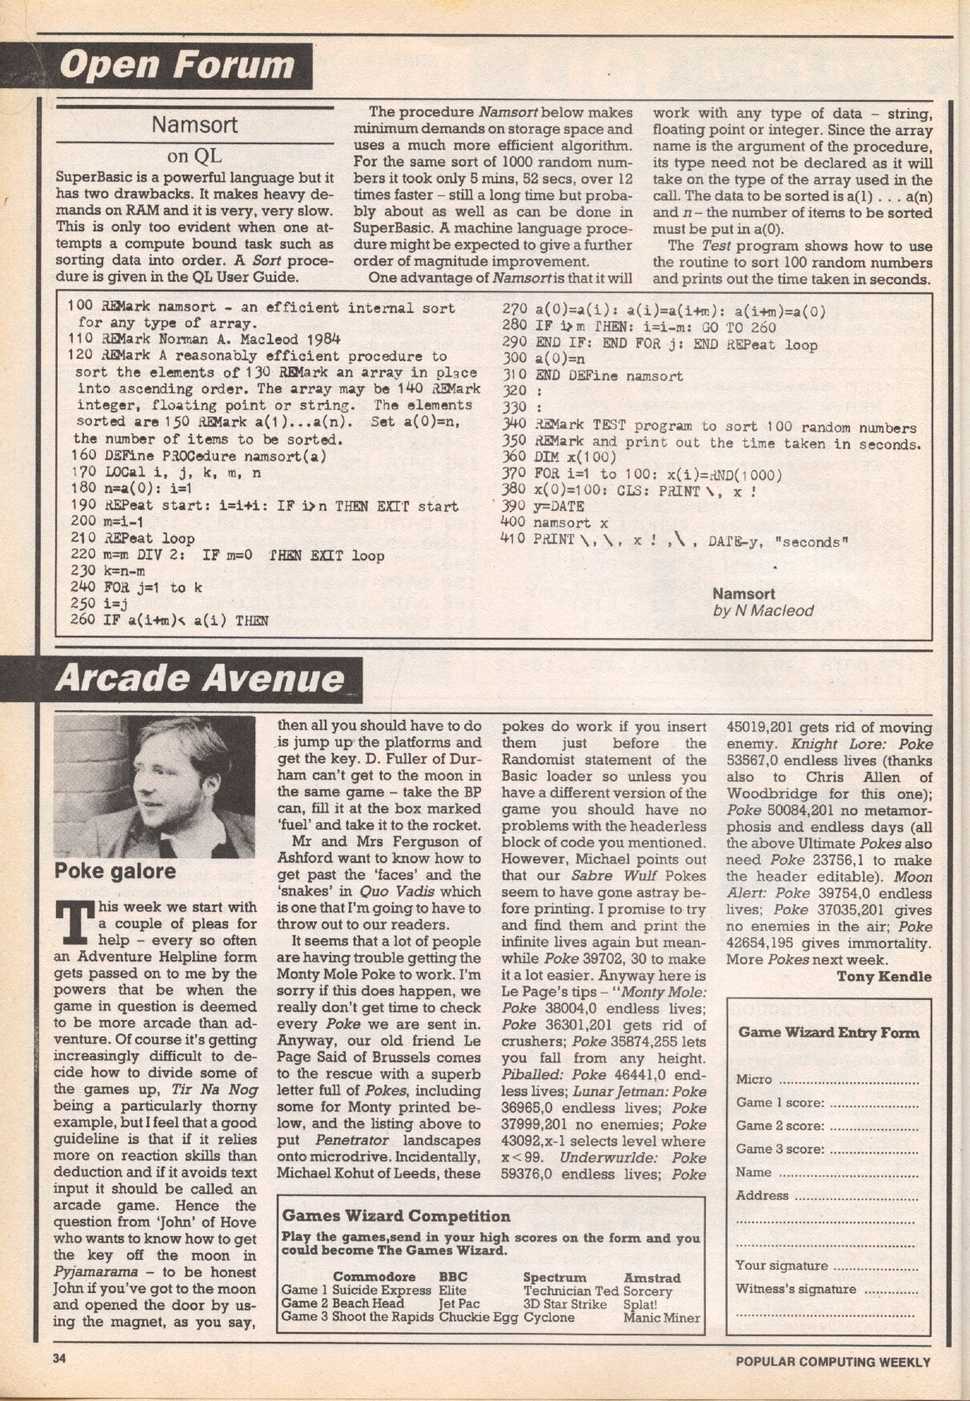 Open Forum
Namsort
on QL
SuperBasic is a powerful language but it
has two drawbacks. It makes heavy de-
mands on RAM and it is very, very slow.
This is only too evident when one at-
tempts a compute bound task such as
sorting data into order. A Sort proce-
dure is given in the QL User Guide.
The procedure Namsort below makes
minimum demands on storage space and
uses a much more efficient algorithm.
For the same sort of 1000 random num-
bers it took only 5 mins, 52 secs, over 12
times faster – still a long time but proba-
bly about as well as can be done in
SuperBasic. A machine language proce-
dure might be expected to give a further
order of magnitude improvement.
One advantage of Namsort is that it will
work with any type of data – string,
floating point or integer. Since the array
name is the argument of the procedure,
its type need not be declared as it will
take on the type of the array used in the
call. The data to be sorted is a(1) . . . a(n)
and n – the number of items to be sorted
must be put in a(0).
The Test program shows how to use
the routine to sort 100 random numbers
and prints out the time taken in seconds.
100 REMark namsort - an efficient internal sort
for any type of array.
110 REMark Norman A. Macleod 1984
120 REMark A reasonably efficient procedure to
sort the elements of 130 REMark an array in place
into ascending order. The array may be 140 REMark
integer, floating point or string. The elements
sorted are 150 REMark a(1)...a(n). Set a(0)=n,
the number of items to be sorted.
160 DEFine PROCedure namsort(a)
170 LOCal i, j, k, m, n
180 n=a(0): i=1
190 REPeat start: i=i+i: IF i>n THEN EXIT start
200 m=i-1
210 REPeat loop
220 m=m DIV 2: IF m=0 THEN EXIT loop
230 k=n-m
240 FOR j=1 to k
250 i=j
260 IF a(i+m)< a(i) THEN
270 a(0)=a(i): a(i)=a(i+m): a(i+m)=a(0)
280 IF i>m THEN: i=i-m: GO TO 260
290 END IF: END FOR j: END REPeat loop
300 a(0)=n
310 END DEFine namsort
320 :
330 :
340 REMark TEST program to sort 100 random numbers
350 REMark and print out the time taken in seconds.
360 DIM x(100)
370 FOR i=1 to 100: x(i)=RND(1000)
380 x(0)=100: CLS: PRINT \, x !
390 y=DATE
400 namsort x
410 PRINT \, \, x ! ,\ , DATE-y, "seconds"
Namsort
by N Macleod
Arcade Avenue
Poke galore
This week we start with
a couple of pleas for
help – every so often
an Adventure Helpline form
gets passed on to me by the
powers that be when the
game in question is deemed
to be more arcade than ad-
venture. Of course it's getting
increasingly difficult to de-
cide how to divide some of
the games up, Tir Na Nog
being a particularly thorny
example, but I feel that a good
guideline is that if it relies
more on reaction skills than
deduction and if it avoids text
input it should be called an
arcade game. Hence the
question from 'John' of Hove
who wants to know how to get
the key off the moon in
Pyjamarama – to be honest
John if you've got to the moon
and opened the door by us-
ing the magnet, as you say,
then all you should have to do
is jump up the platforms and
get the key. D. Fuller of Dur-
ham can't get to the moon in
the same game – take the BP
can, fill it at the box marked
'fuel' and take it to the rocket.
Mr and Mrs Ferguson of
Ashford want to know how to
get past the 'faces' and the
'snakes' in Quo Vadis which
is one that I'm going to have to
throw out to our readers.
It seems that a lot of people
are having trouble getting the
Monty Mole Poke to work. I'm
sorry if this does happen, we
really don't get time to check
every Poke we are sent in.
Anyway, our old friend Le
Page Said of Brussels comes
to the rescue with a superb
letter full of Pokes, including
some for Monty printed be-
low, and the listing above to
put Penetrator landscapes
onto microdrive. Incidentally,
Michael Kohut of Leeds, these
pokes do work if you insert
them just before the
Randomist statement of the
Basic loader so unless you
have a different version of the
game you should have no
problems with the headerless
block of code you mentioned.
However, Michael points out
that our Sabre Wulf Pokes
seem to have gone astray be-
fore printing. I promise to try
and find them and print the
infinite lives again but mean-
while Poke 39702, 30 to make
it a lot easier. Anyway here is
Le Page's tips – "Monty Mole:
Poke 38004,0 endless lives;
Poke 36301,201 gets rid of
crushers; Poke 35874,255 lets
you fall from any height.
Piballed: Poke 46441,0 end-
less lives; Lunar Jetman: Poke
36965,0 endless lives; Poke
37999,201 no enemies; Poke
43092,x-1 selects level where
x<99. Underwurlde: Poke
59376,0 endless lives; Poke
45019,201 gets rid of moving
enemy. Knight Lore: Poke
53567,0 endless lives (thanks
also to Chris Allen of
Woodbridge for this one);
Poke 50084,201 no metamor-
phosis and endless days (all
the above Ultimate Pokes also
need Poke 23756,1 to make
the header editable). Moon
Alert: Poke 39754,0 endless
lives; Poke 37035,201 gives
no enemies in the air; Poke
42654,195 gives immortality.
More Pokes next week.
Tony Kendle
Games Wizard Competition
Play the games,send in your high scores on the form and you
could become The Games Wizard.
Commodore BBC Spectrum Amstrad
Game 1 Suicide Express Elite Technician Ted Sorcery
Game 2 Beach Head Jet Pac 3D Star Strike Splat!
Game 3 Shoot the Rapids Chuckie Egg Cyclone Manic Miner
Game Wizard Entry Form
Micro ..............................
Game 1 score: ......................
Game 2 score: ......................
Game 3 score: ......................
Name ..............................
Address ..............................
Your signature ....................
Witness's signature .............
34
POPULAR COMPUTING WEEKLY